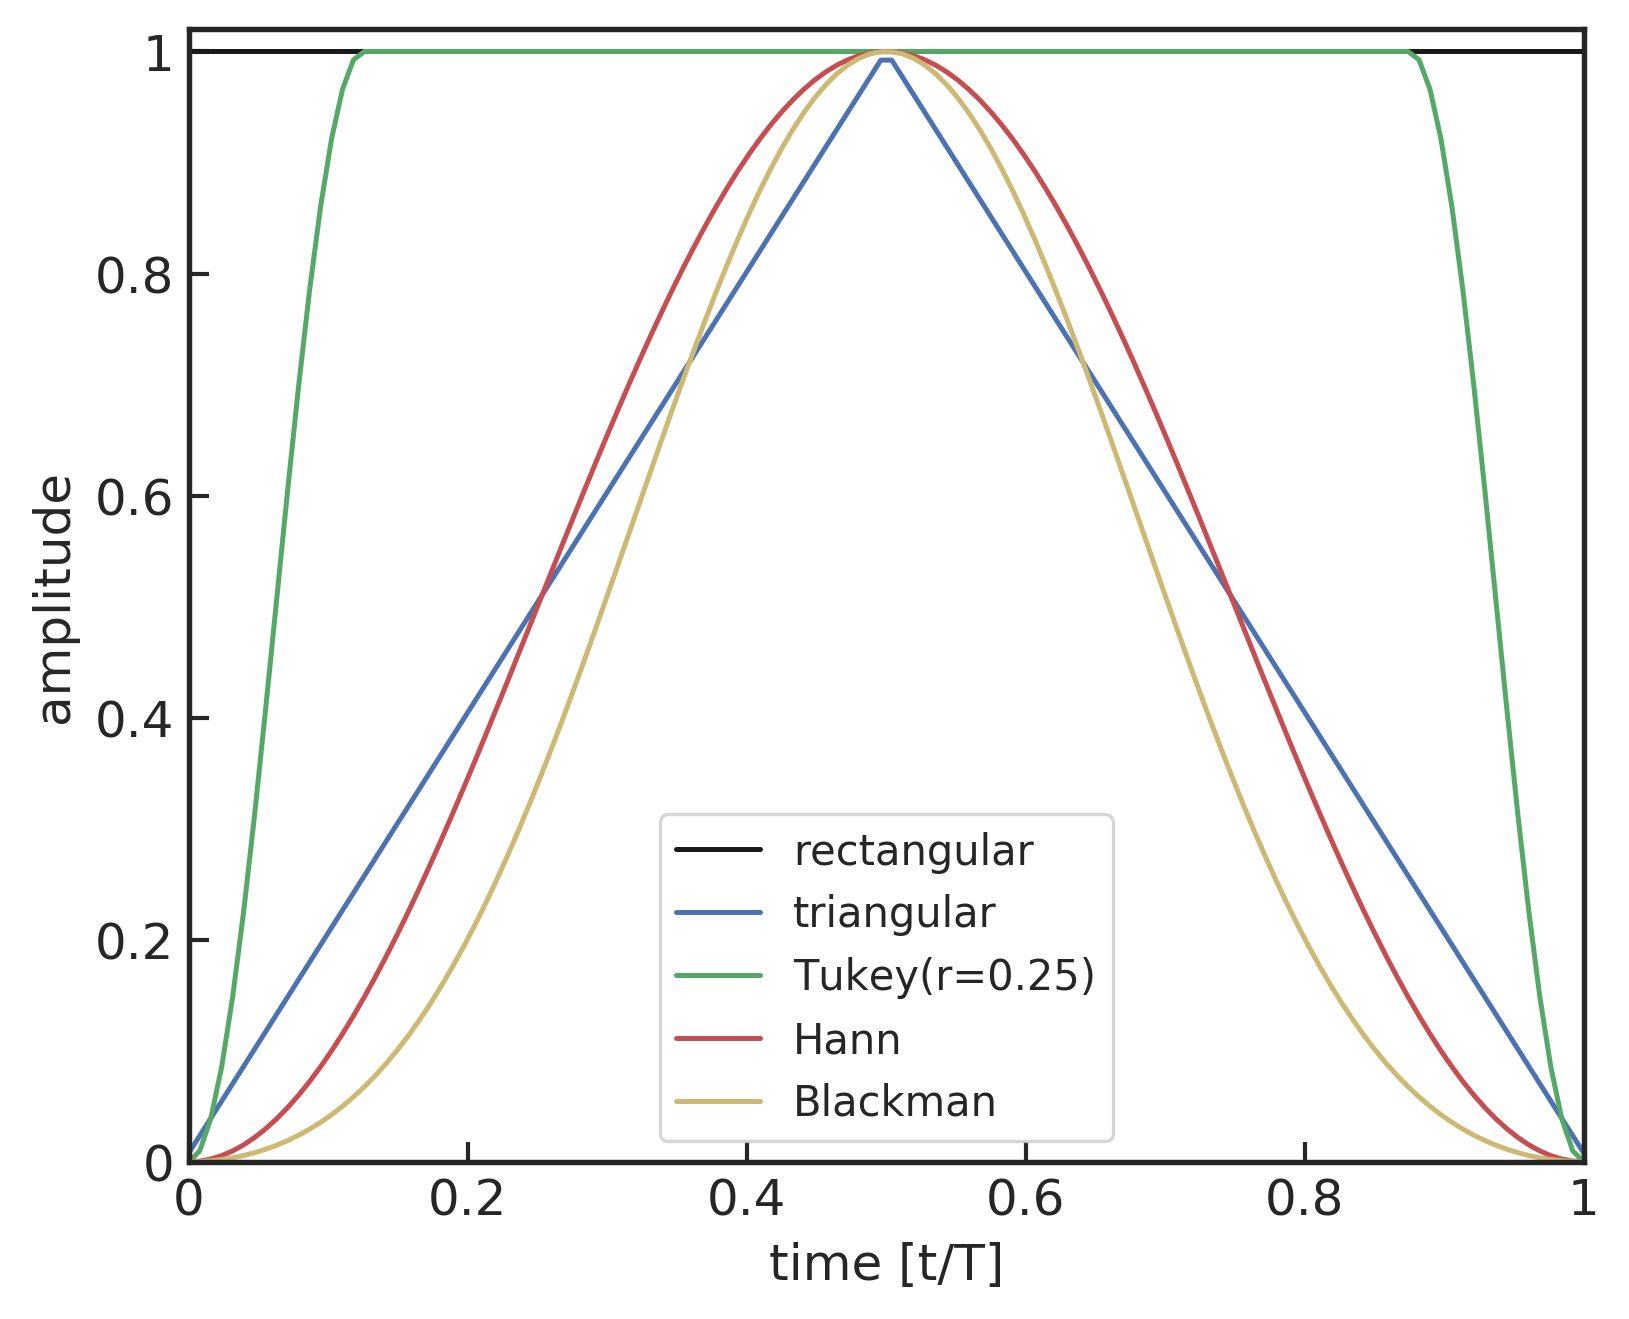 1
0.8
0.6
0.4
0.2
0
amplitude
rectangular
triangular
Tukey(r=0.25)
Hann
Blackman
0 0.2 0.4 0.6 0.8 1
time [t/T]